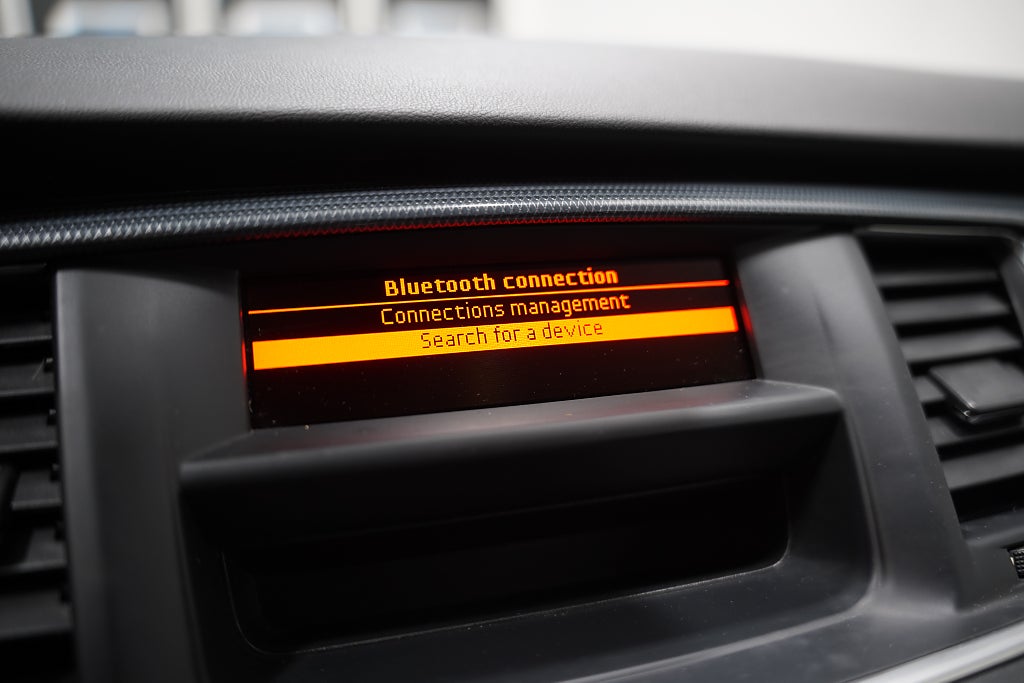 Bluetooth connection
Connections management
Search for a device